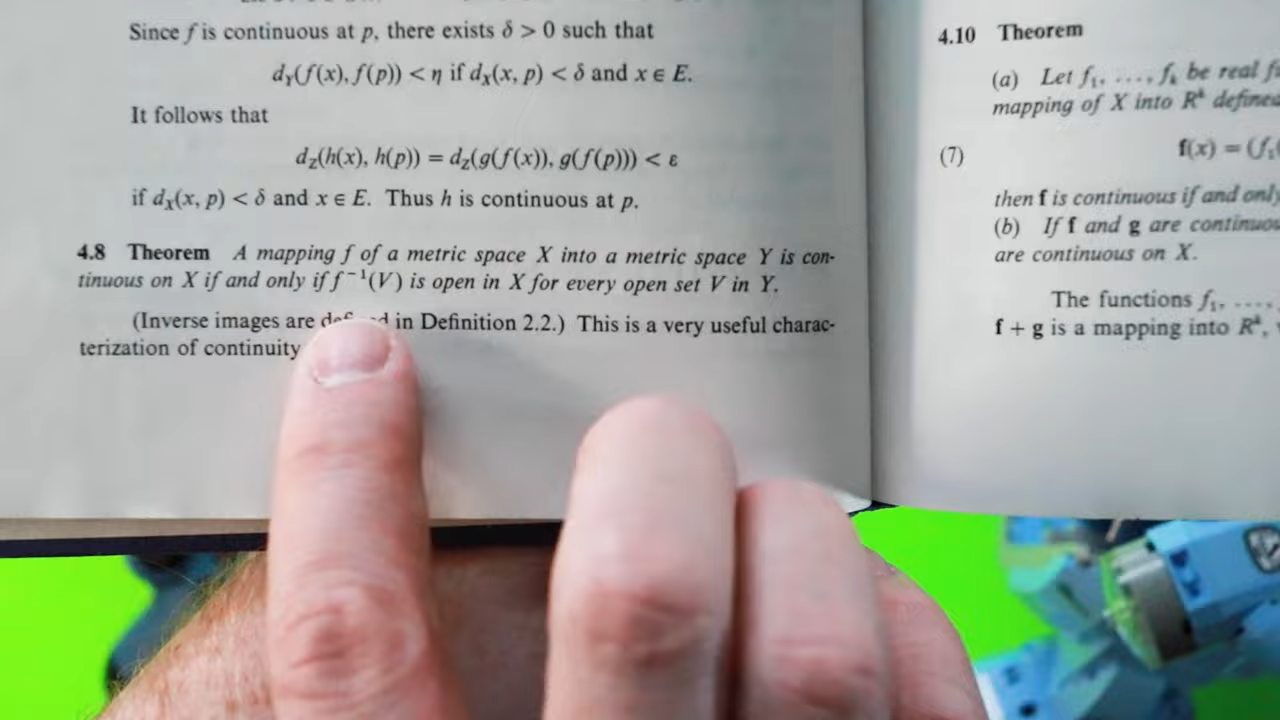 Since f is continuous at p, there exists δ > 0 such that
d_Y(f(x), f(p)) < η if d_X(x, p) < δ and x ∈ E.
It follows that
d_Z(h(x), h(p)) = d_Z(g(f(x)), g(f(p))) < ε
if d_X(x, p) < δ and x ∈ E. Thus h is continuous at p.
4.8 Theorem A mapping f of a metric space X into a metric space Y is con-
tinuous on X if and only if f⁻¹(V) is open in X for every open set V in Y.
(Inverse images are in Definition 2.2.) This is a very useful charac-
terization of continuity
4.10 Theorem
(a) Let f₁, ..., fₖ be real
mapping of X into Rᵏ
(7) f(x) = (f₁(
then f is continuous if and only
(b) If f and g are
are continuous on X.
The functions f₁, ....,
f + g is a mapping into Rᵏ,